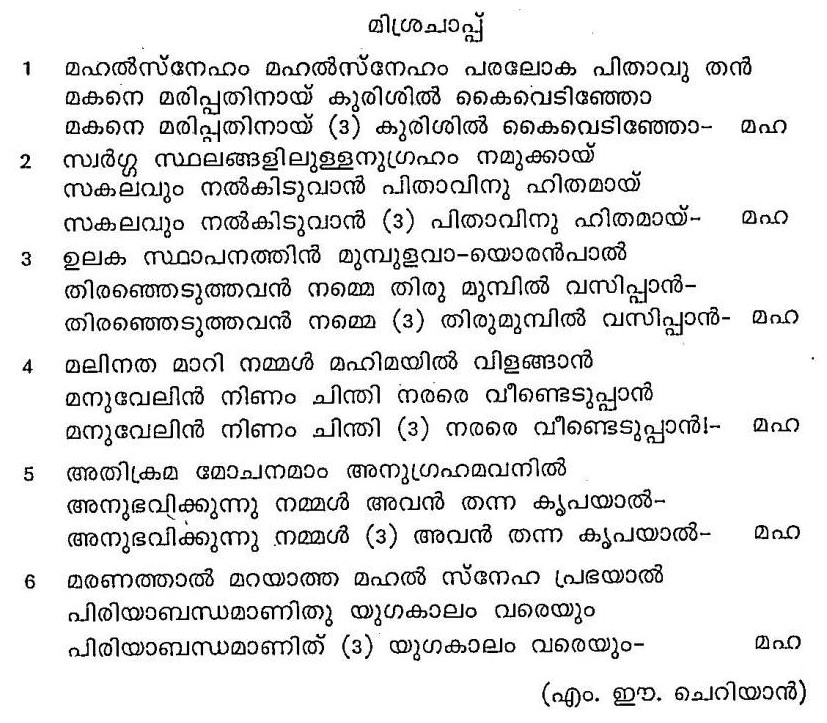 മിശ്രചാപ്പ്
1 മഹൽസ്നേഹം മഹൽസ്നേഹം പരലോക പിതാവു തൻ
മകനെ മരിപ്പതിനായ് കുരിശിൽ കൈവെടിഞ്ഞോ
മകനെ മരിപ്പതിനായ് (3) കുരിശിൽ കൈവെടിഞ്ഞോ– മഹ
2 സ്വർഗ്ഗ സ്ഥലങ്ങളിലുള്ളനുഗ്രഹം നമുക്കായ്
സകലവും നൽകിടുവാൻ പിതാവിനു ഹിതമായ്
സകലവും നൽകിടുവാൻ (3) പിതാവിനു ഹിതമായ്– മഹ
3 ഉലക സ്ഥാപനത്തിൻ മുമ്പുളവാ–യൊരൻപാൽ
തിരഞ്ഞെടുത്തവൻ നമ്മെ തിരു മുമ്പിൽ വസിപ്പാൻ–
തിരഞ്ഞെടുത്തവൻ നമ്മെ (3) തിരുമുമ്പിൽ വസിപ്പാൻ– മഹ
4 മലിനത മാറി നമ്മൾ മഹിമയിൽ വിളങ്ങാൻ
മനുവേലിൻ നിണം ചിന്തി നരരെ വീണ്ടെടുപ്പാൻ
മനുവേലിൻ നിണം ചിന്തി (3) നരരെ വീണ്ടെടുപ്പാൻ!– മഹ
5 അതിക്രമ മോചനമാം അനുഗ്രഹമവനിൽ
അനുഭവിക്കുന്നു നമ്മൾ അവൻ തന്ന കൃപയാൽ–
അനുഭവിക്കുന്നു നമ്മൾ (3) അവൻ തന്ന കൃപയാൽ– മഹ
6 മരണത്താൽ മറയാത്ത മഹൽ സ്നേഹ പ്രഭയാൽ
പിരിയാബന്ധമാണിതു യുഗകാലം വരെയും
പിരിയാബന്ധമാണിത് (3) യുഗകാലം വരെയും– മഹ
(എം. ഈ. ചെറിയാൻ)